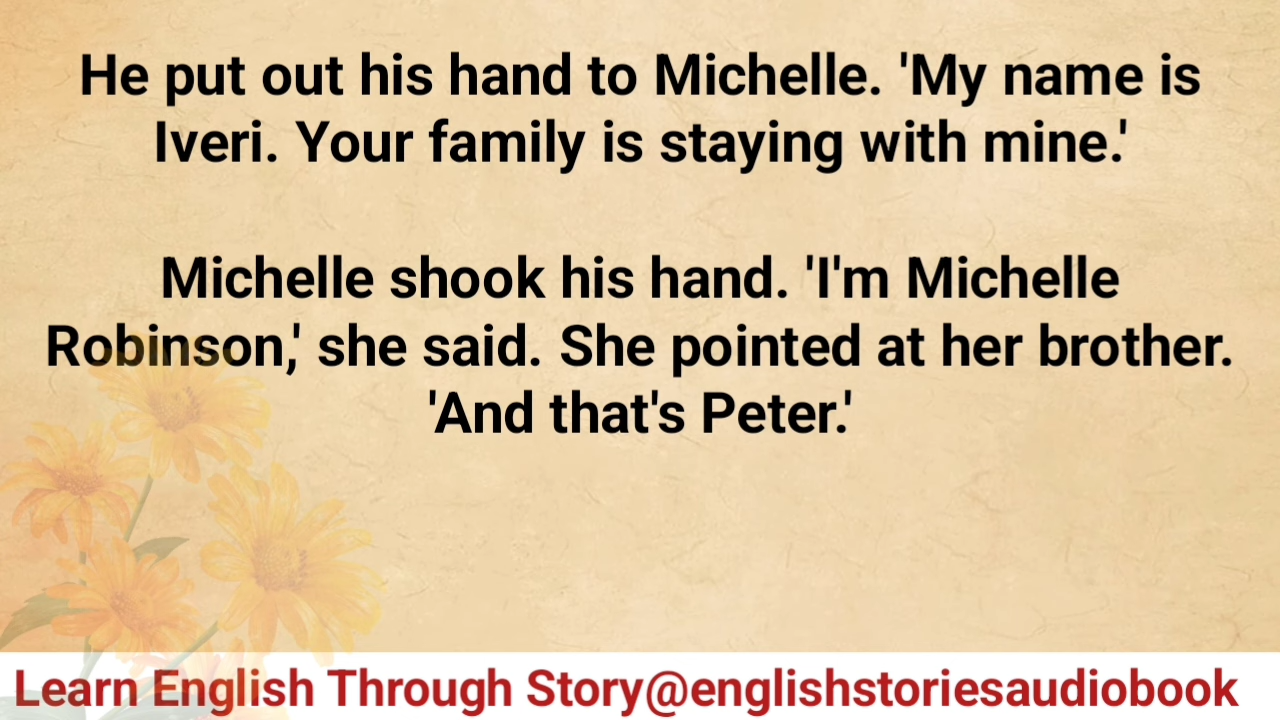 He put out his hand to Michelle. 'My name is
Iveri. Your family is staying with mine.'
Michelle shook his hand. 'I'm Michelle
Robinson,' she said. She pointed at her brother.
'And that's Peter.'
Learn English Through Story@englishstoriesaudiobook